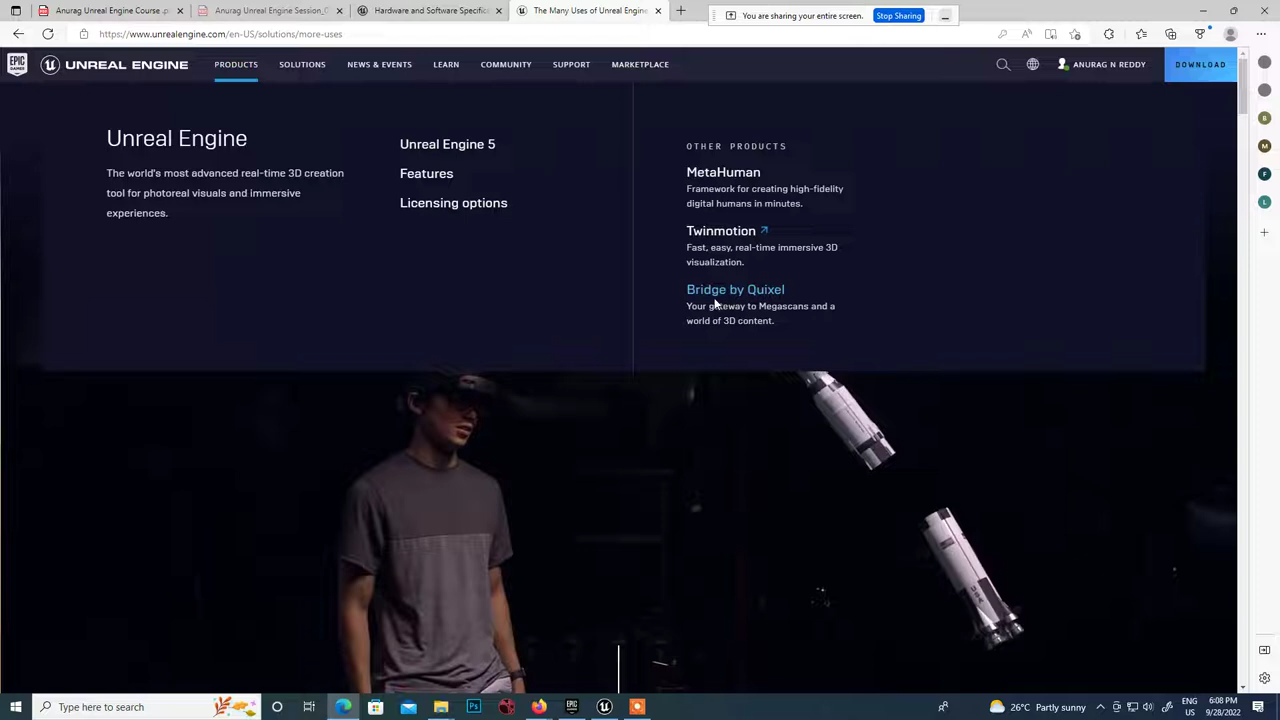 Anurag Unreal Engine Course .p
Anurag Unreal Engine Session_0
Hardware and Software Specific
The Many Uses of Unreal Engine
You are sharing your entire screen.
Stop Sharing
https://www.unrealengine.com/en-US/solutions/more-uses
EPIC GAMES
UNREAL ENGINE
PRODUCTS
SOLUTIONS
NEWS & EVENTS
LEARN
COMMUNITY
SUPPORT
MARKETPLACE
ANURAG N REDDY
DOWNLOAD
Unreal Engine
The world's most advanced real-time 3D creation
tool for photoreal visuals and immersive
experiences.
Unreal Engine 5
Features
Licensing options
OTHER PRODUCTS
MetaHuman
Framework for creating high-fidelity
digital humans in minutes.
Twinmotion
Fast, easy, real-time immersive 3D
visualization.
Bridge by Quixel
Your gateway to Megascans and a
world of 3D content.
B
M
F
L
Type here to search
Ps
26°C Partly sunny
ENG
US
6:08 PM
9/28/2022